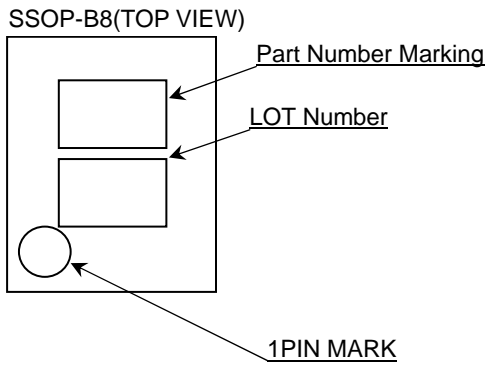 SSOP-B8(TOP VIEW)
Part Number Marking
LOT Number
1PIN MARK